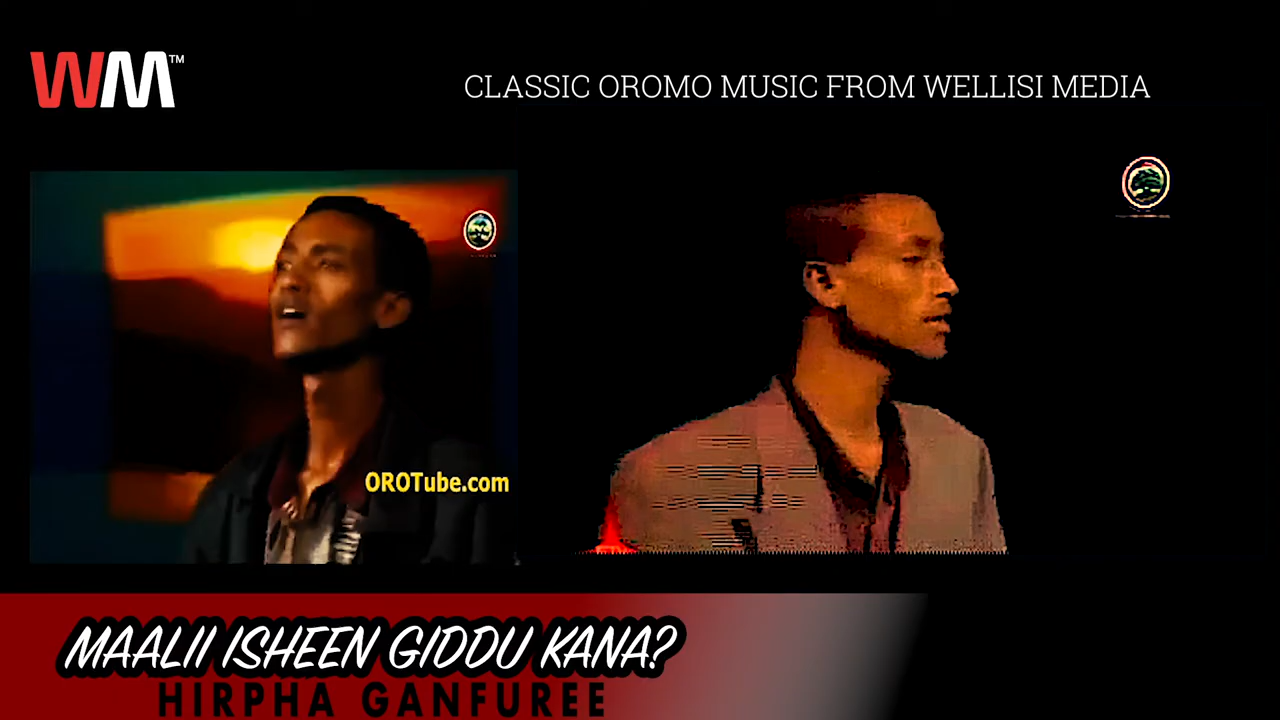 WM™
CLASSIC OROMO MUSIC FROM WELLISI MEDIA
OROTube.com
MAALII ISHEEN GIDDU KANA?
HIRPHA GANFUREE